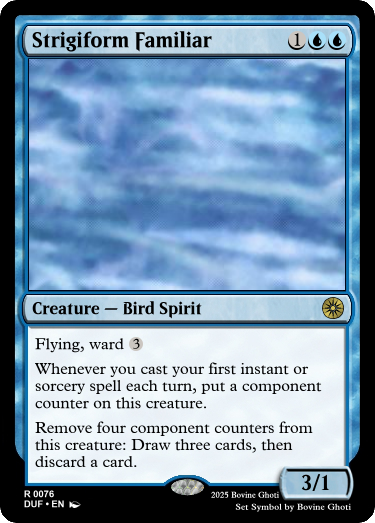 Strigiform Familiar 1
Creature — Bird Spirit
Flying, ward 3
Whenever you cast your first instant or
sorcery spell each turn, put a component
counter on this creature.
Remove four component counters from
this creature: Draw three cards, then
discard a card.
3/1
R 0076
DUF • EN
2025 Bovine Ghoti
Set Symbol by Bovine Ghoti